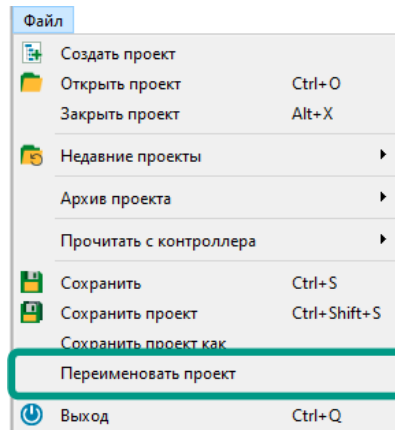 Файл
Создать проект
Открыть проект Ctrl+O
Закрыть проект Alt+X
Недавние проекты
Архив проекта
Прочитать с контроллера
Сохранить Ctrl+S
Сохранить проект Ctrl+Shift+S
Сохранить проект как
Переименовать проект
Выход Ctrl+Q